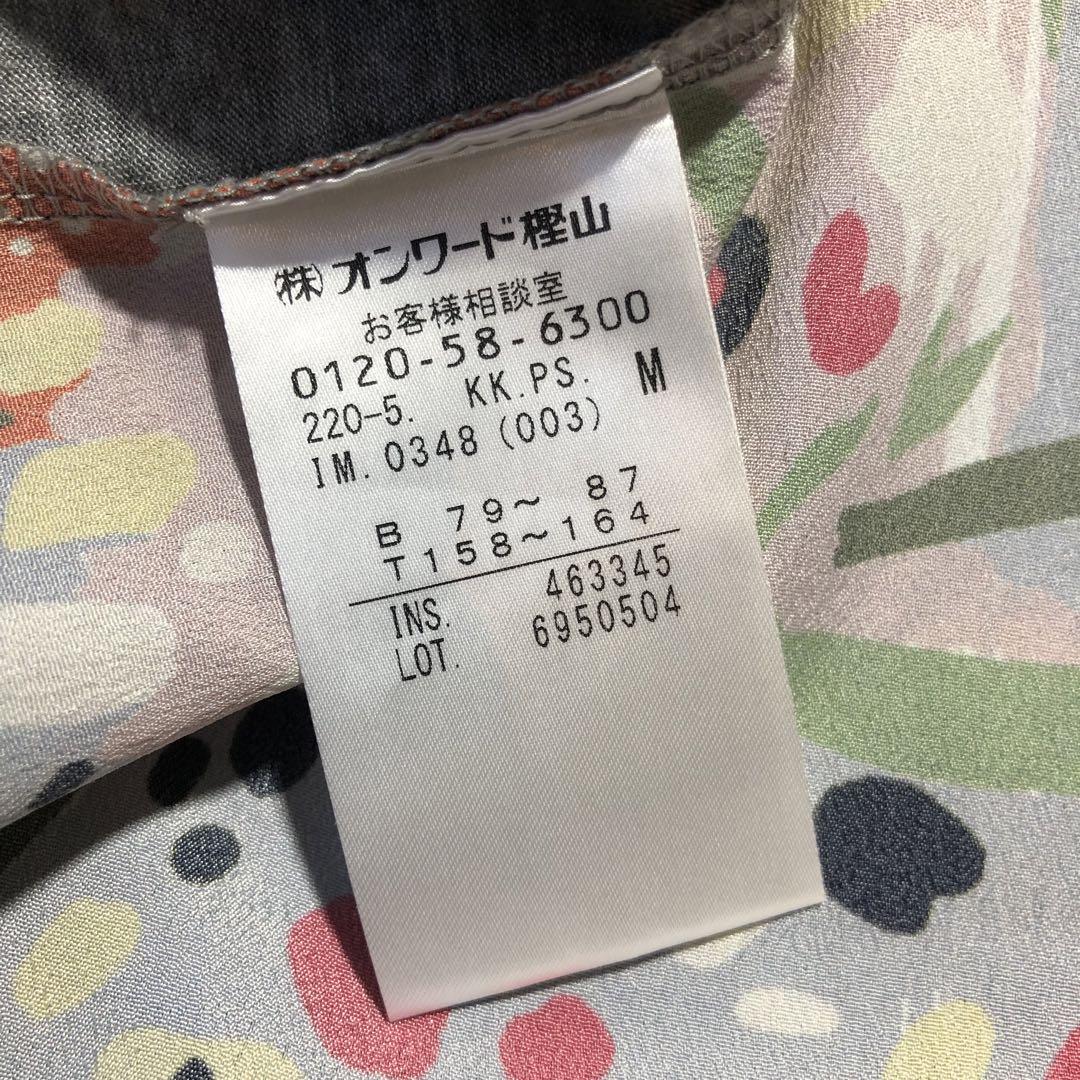 (株)オンワード樫山
お客様相談室
0120-58-6300
220-5. KK.PS. M
IM. 0348 (003)
B 79〜 87
T158〜164
INS. 463345
LOT. 6950504